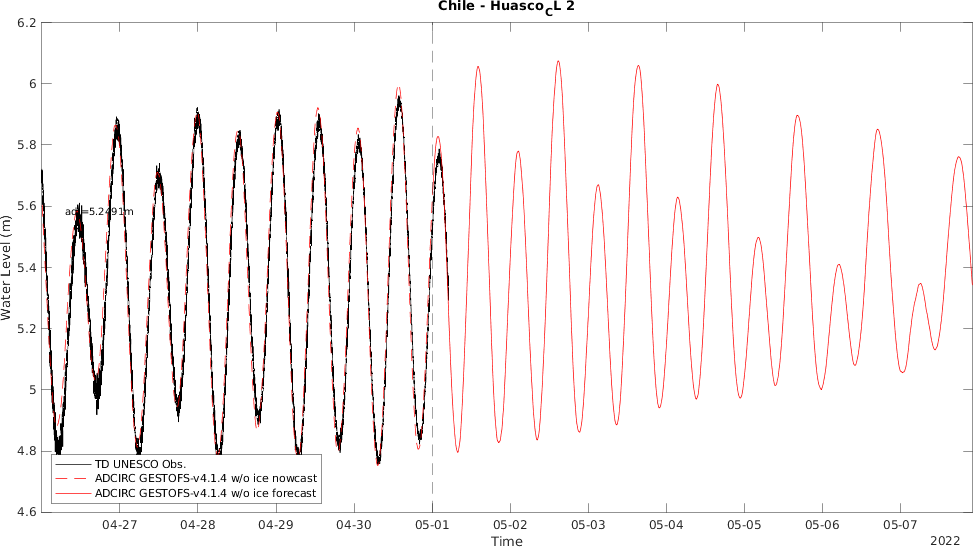 Chile - Huasco_CL 2
6.2
6
5.8
5.6
5.4
5.2
5
4.8
4.6
Water Level (m)
adj=5.2491m
TD UNESCO Obs.
ADCIRC GESTOFS-v4.1.4 w/o ice nowcast
ADCIRC GESTOFS-v4.1.4 w/o ice forecast
04-27 04-28 04-29 04-30 05-01 05-02 05-03 05-04 05-05 05-06 05-07
Time
2022